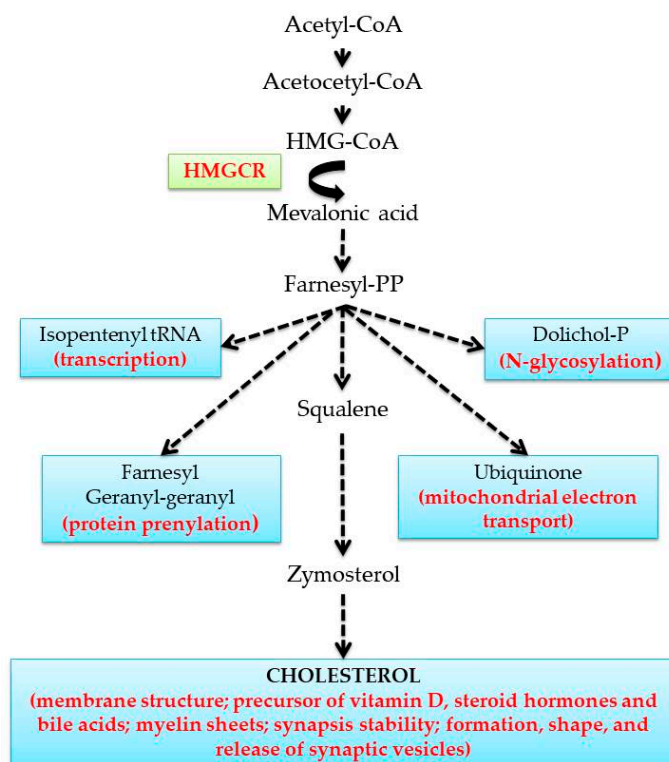 Acetyl-CoA
Acetocetyl-CoA
HMG-CoA
HMGCR
Mevalonic acid
Farnesyl-PP
Isopentenyl tRNA
(transcription)
Dolichol-P
(N-glycosylation)
Squalene
Farnesyl
Geranyl-geranyl
(protein prenylation)
Ubiquinone
(mitochondrial electron
transport)
Zymosterol
CHOLESTEROL
(membrane structure; precursor of vitamin D, steroid hormones and
bile acids; myelin sheets; synapsis stability; formation, shape, and
release of synaptic vesicles)